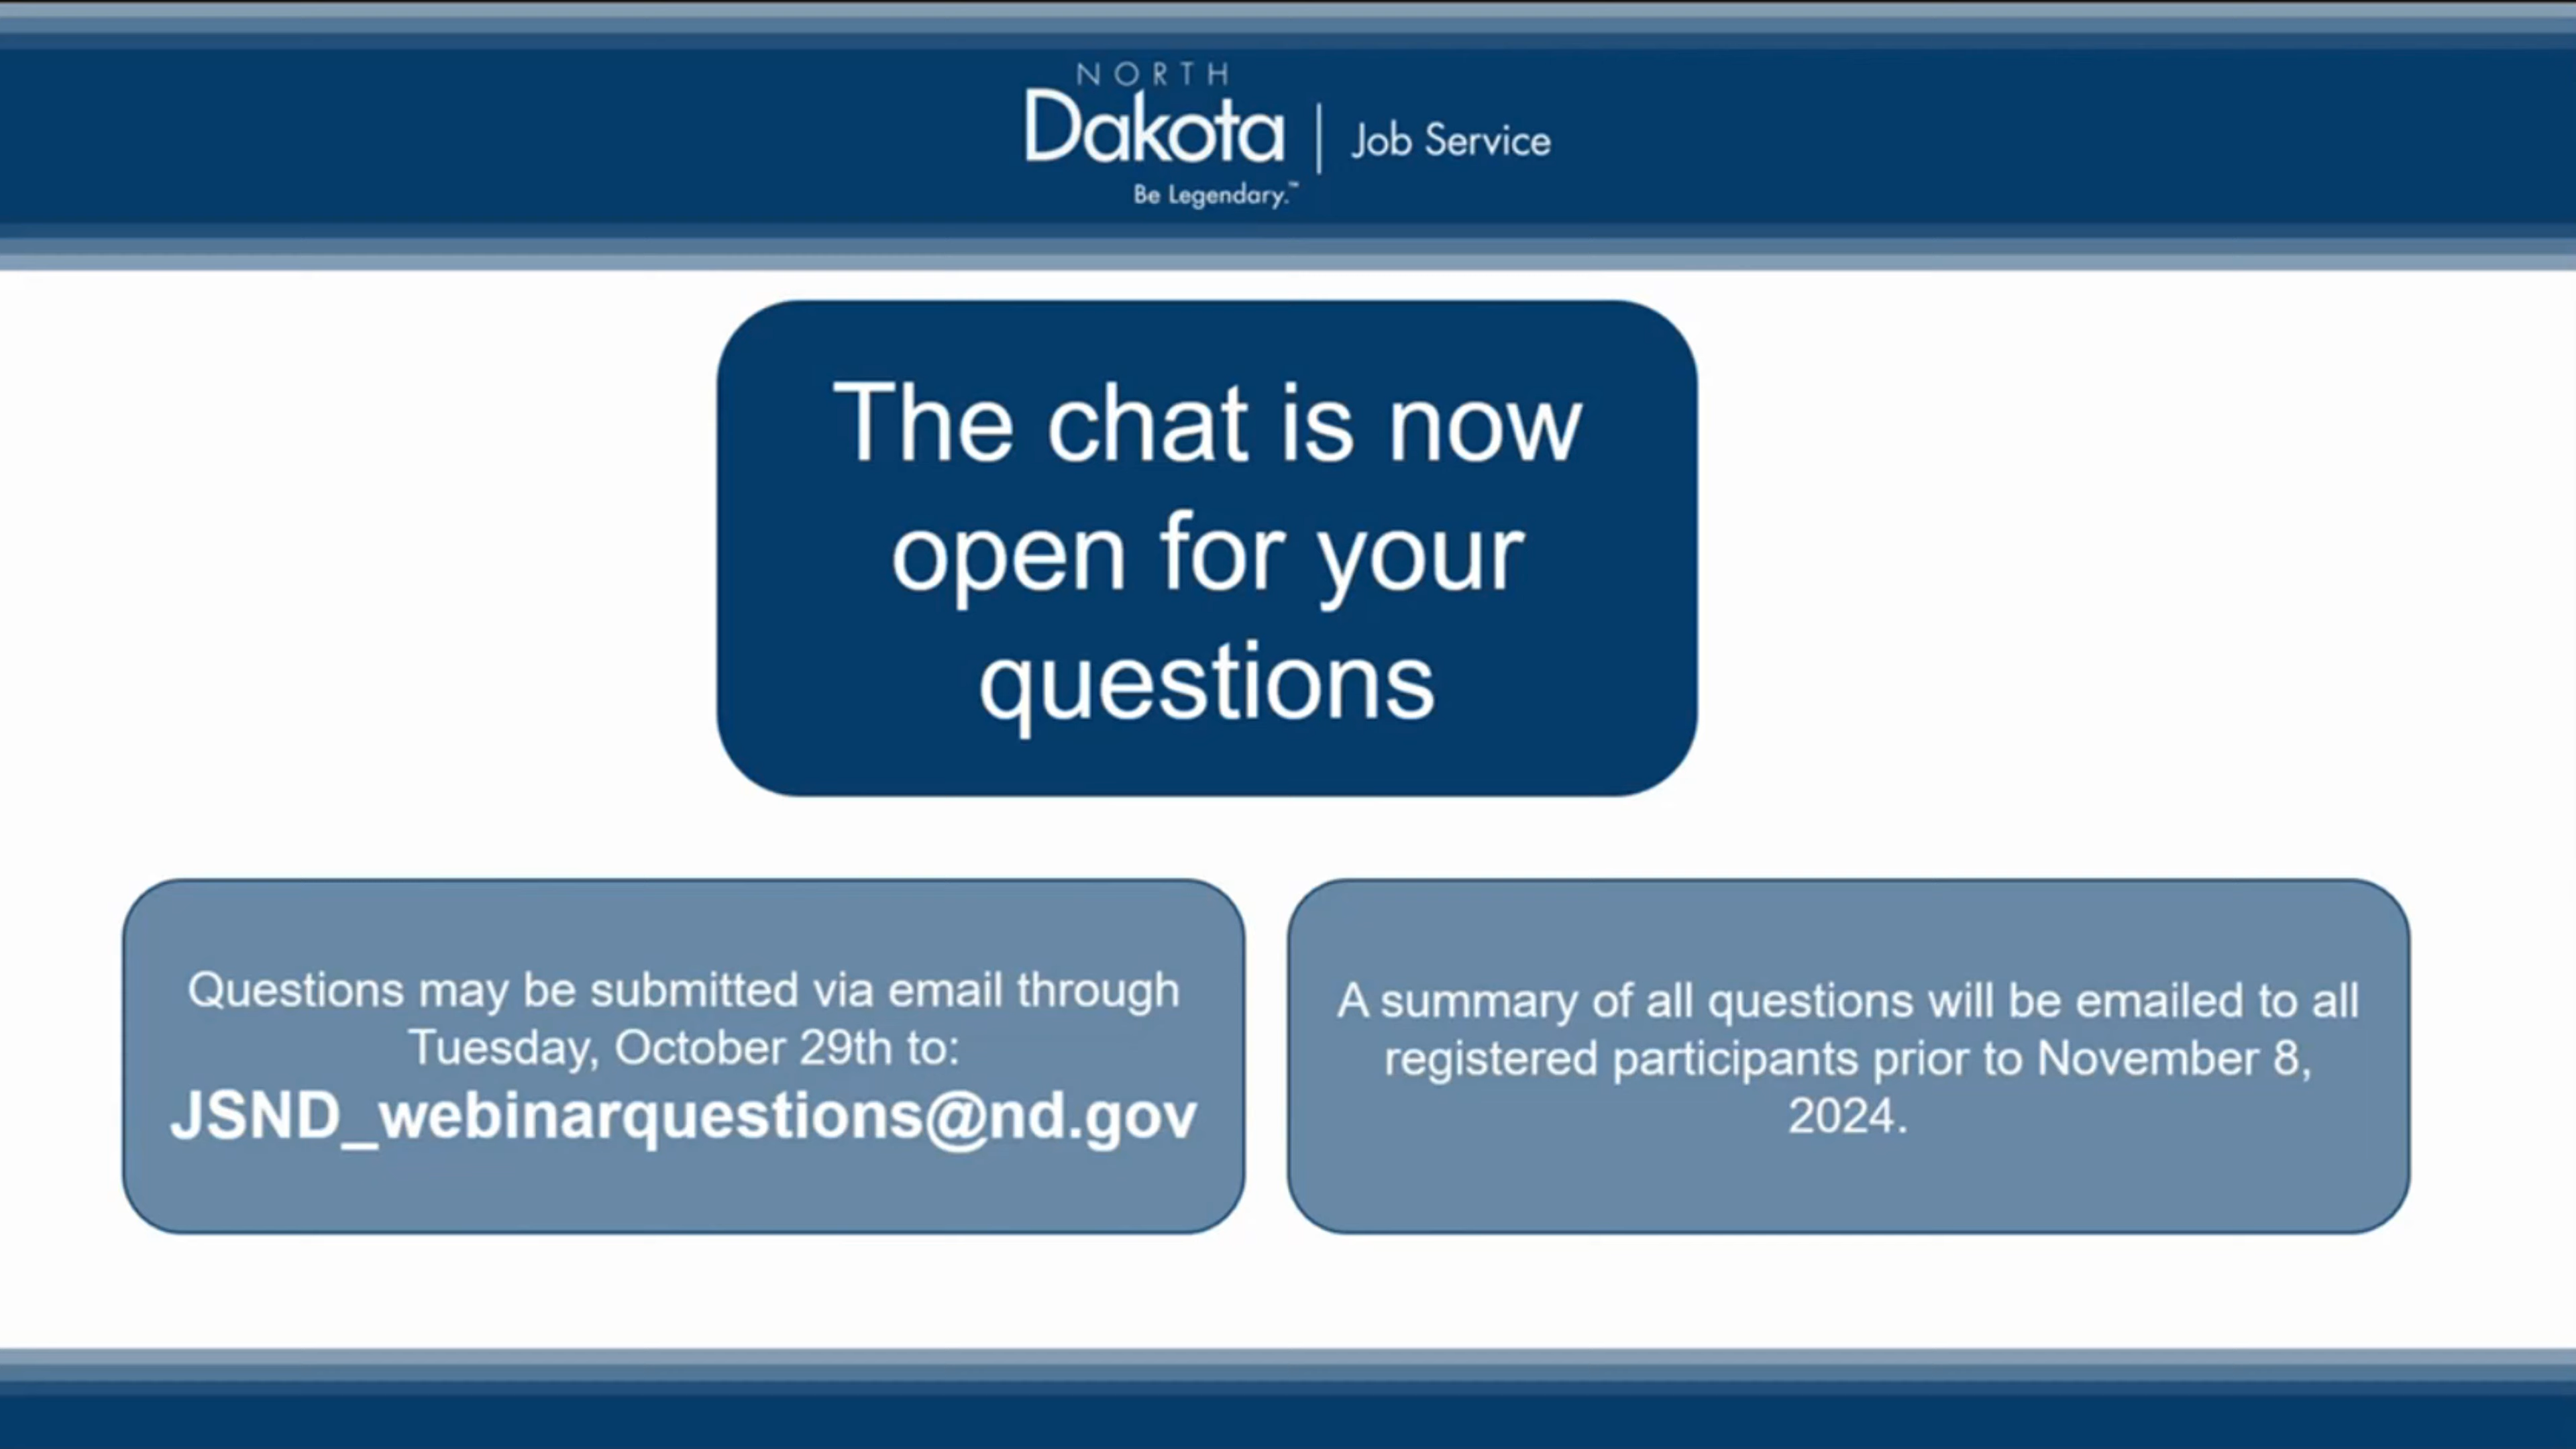 NORTH
Dakota
Job Service
Be Legendary.™
The chat is now
open for your
questions
Questions may be submitted via email through
Tuesday, October 29th to:
JSND_webinarquestions@nd.gov
A summary of all questions will be emailed to all
registered participants prior to November 8,
2024.